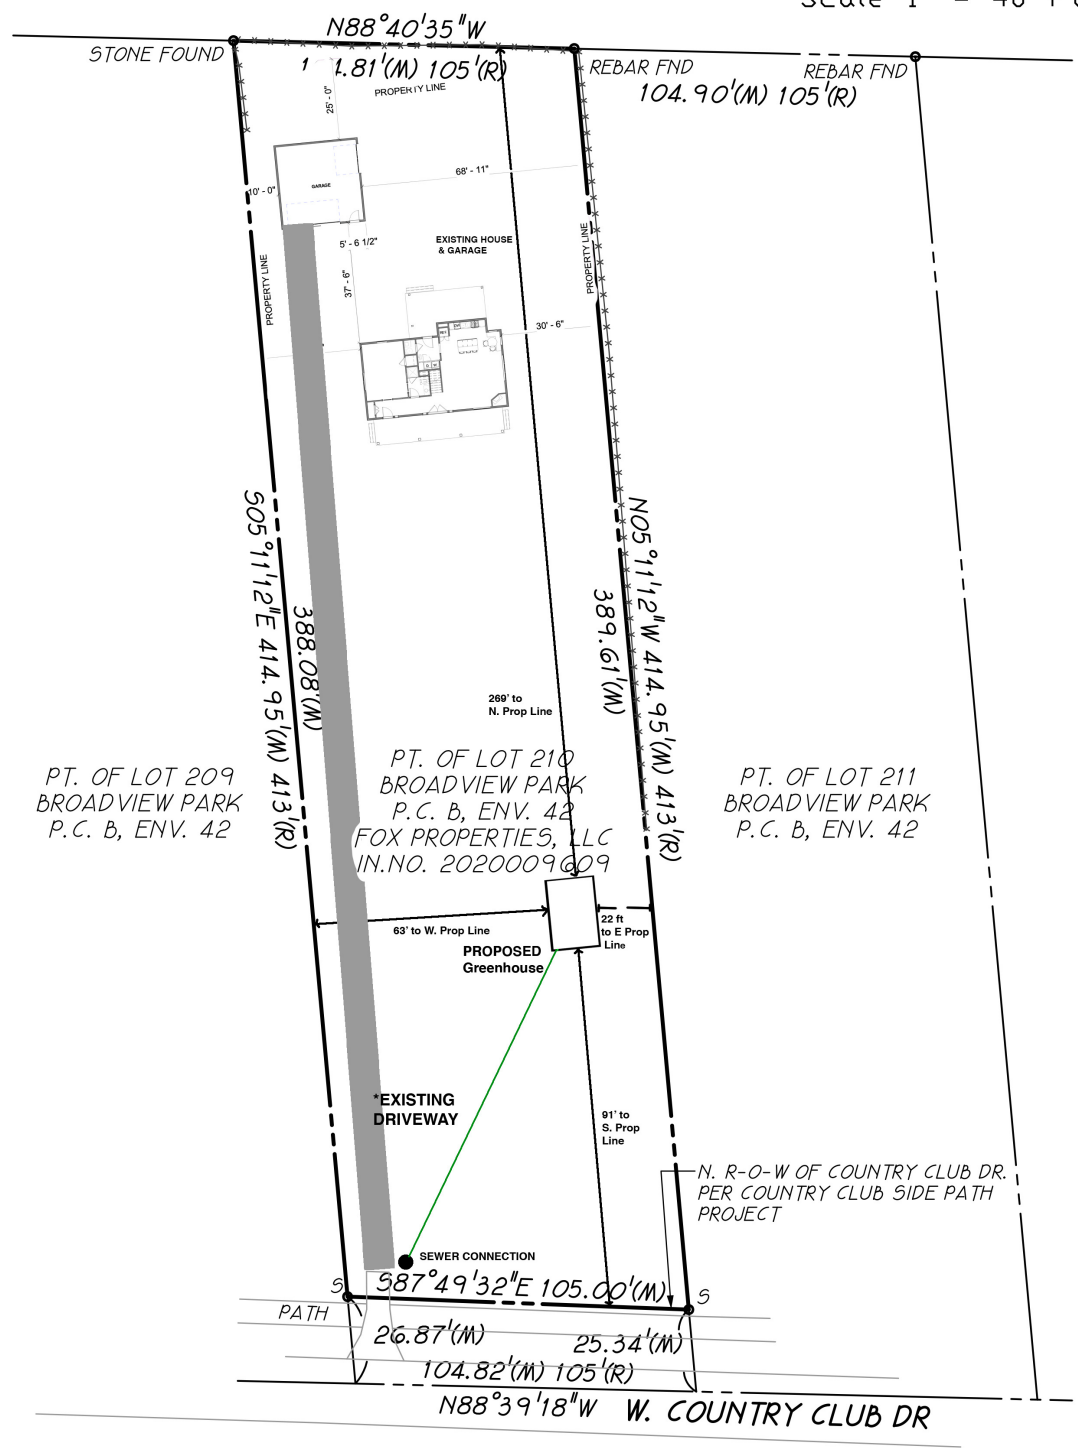 N88°40'35"W
STONE FOUND
.81'(M) 105'(R)
PROPERTY LINE
REBAR FND
REBAR FND
104.90'(M) 105'(R)
25' - 0"
GARAGE
10' - 0"
68' - 11"
5' - 6 1/2"
37' - 6"
EXISTING HOUSE
& GARAGE
PROPERTY LINE
PROPERTY LINE
30' - 6"
S05°11'12"E 414.95'(M) 413'(R)
388.08'(M)
389.61'(M)
N05°11'12"W 414.95'(M) 413'(R)
269' to
N. Prop Line
PT. OF LOT 209
BROADVIEW PARK
P.C. B, ENV. 42
PT. OF LOT 210
BROADVIEW PARK
P.C. B, ENV. 42
FOX PROPERTIES, LLC
IN.NO. 2020009609
PT. OF LOT 211
BROADVIEW PARK
P.C. B, ENV. 42
63' to W. Prop Line
22 ft
to E Prop
Line
PROPOSED
Greenhouse
*EXISTING
DRIVEWAY
91' to
S. Prop
Line
N. R-O-W OF COUNTRY CLUB DR.
PER COUNTRY CLUB SIDE PATH
PROJECT
SEWER CONNECTION
S
S87°49'32"E 105.00'(M)
S
PATH
26.87'(M)
25.34'(M)
104.82'(M) 105'(R)
N88°39'18"W W. COUNTRY CLUB DR